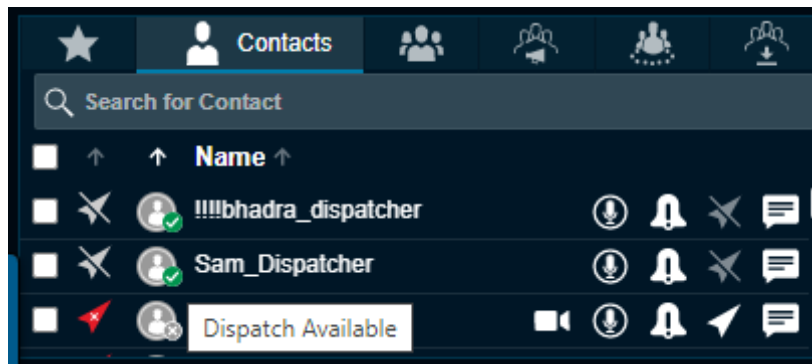 Contacts
Search for Contact
Name
!!!!bhadra_dispatcher
Sam_Dispatcher
Dispatch Available